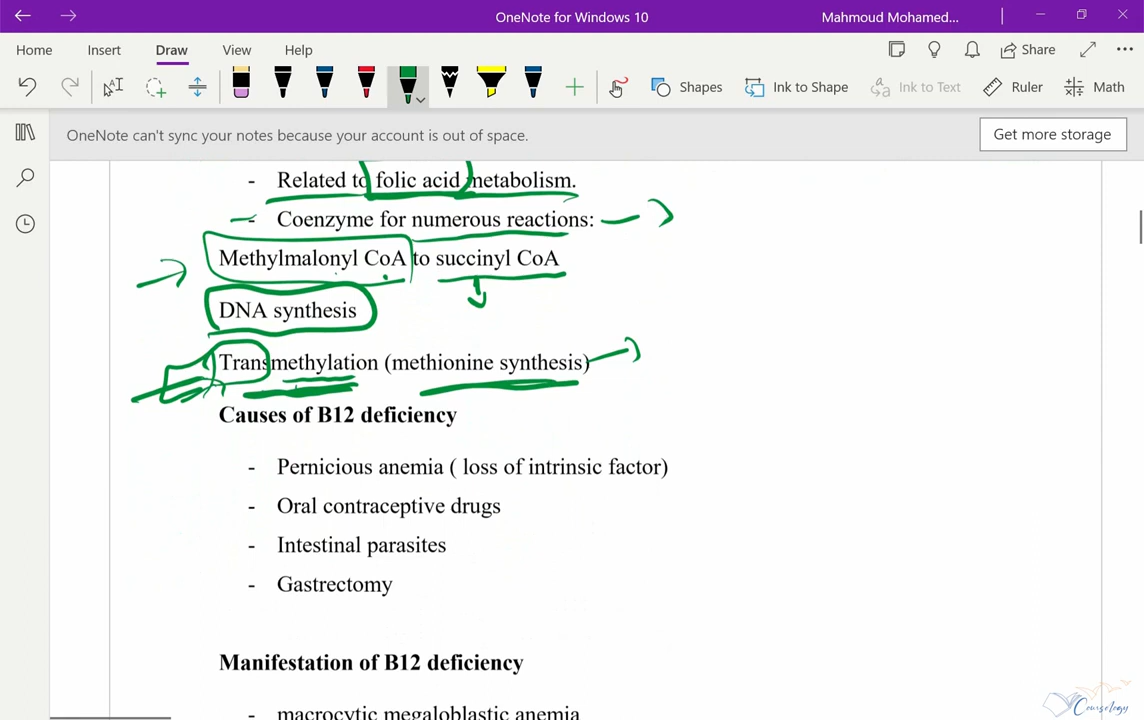 OneNote for Windows 10
Mahmoud Mohamed...
Home Insert Draw View Help
Share
Shapes Ink to Shape Ink to Text Ruler Math
OneNote can't sync your notes because your account is out of space.
Get more storage
- Related to folic acid metabolism.
- Coenzyme for numerous reactions:
Methylmalonyl CoA to succinyl CoA
DNA synthesis
Transmethylation (methionine synthesis)
Causes of B12 deficiency
- Pernicious anemia ( loss of intrinsic factor)
- Oral contraceptive drugs
- Intestinal parasites
- Gastrectomy
Manifestation of B12 deficiency
- macrocytic megaloblastic anemia
Courselogy